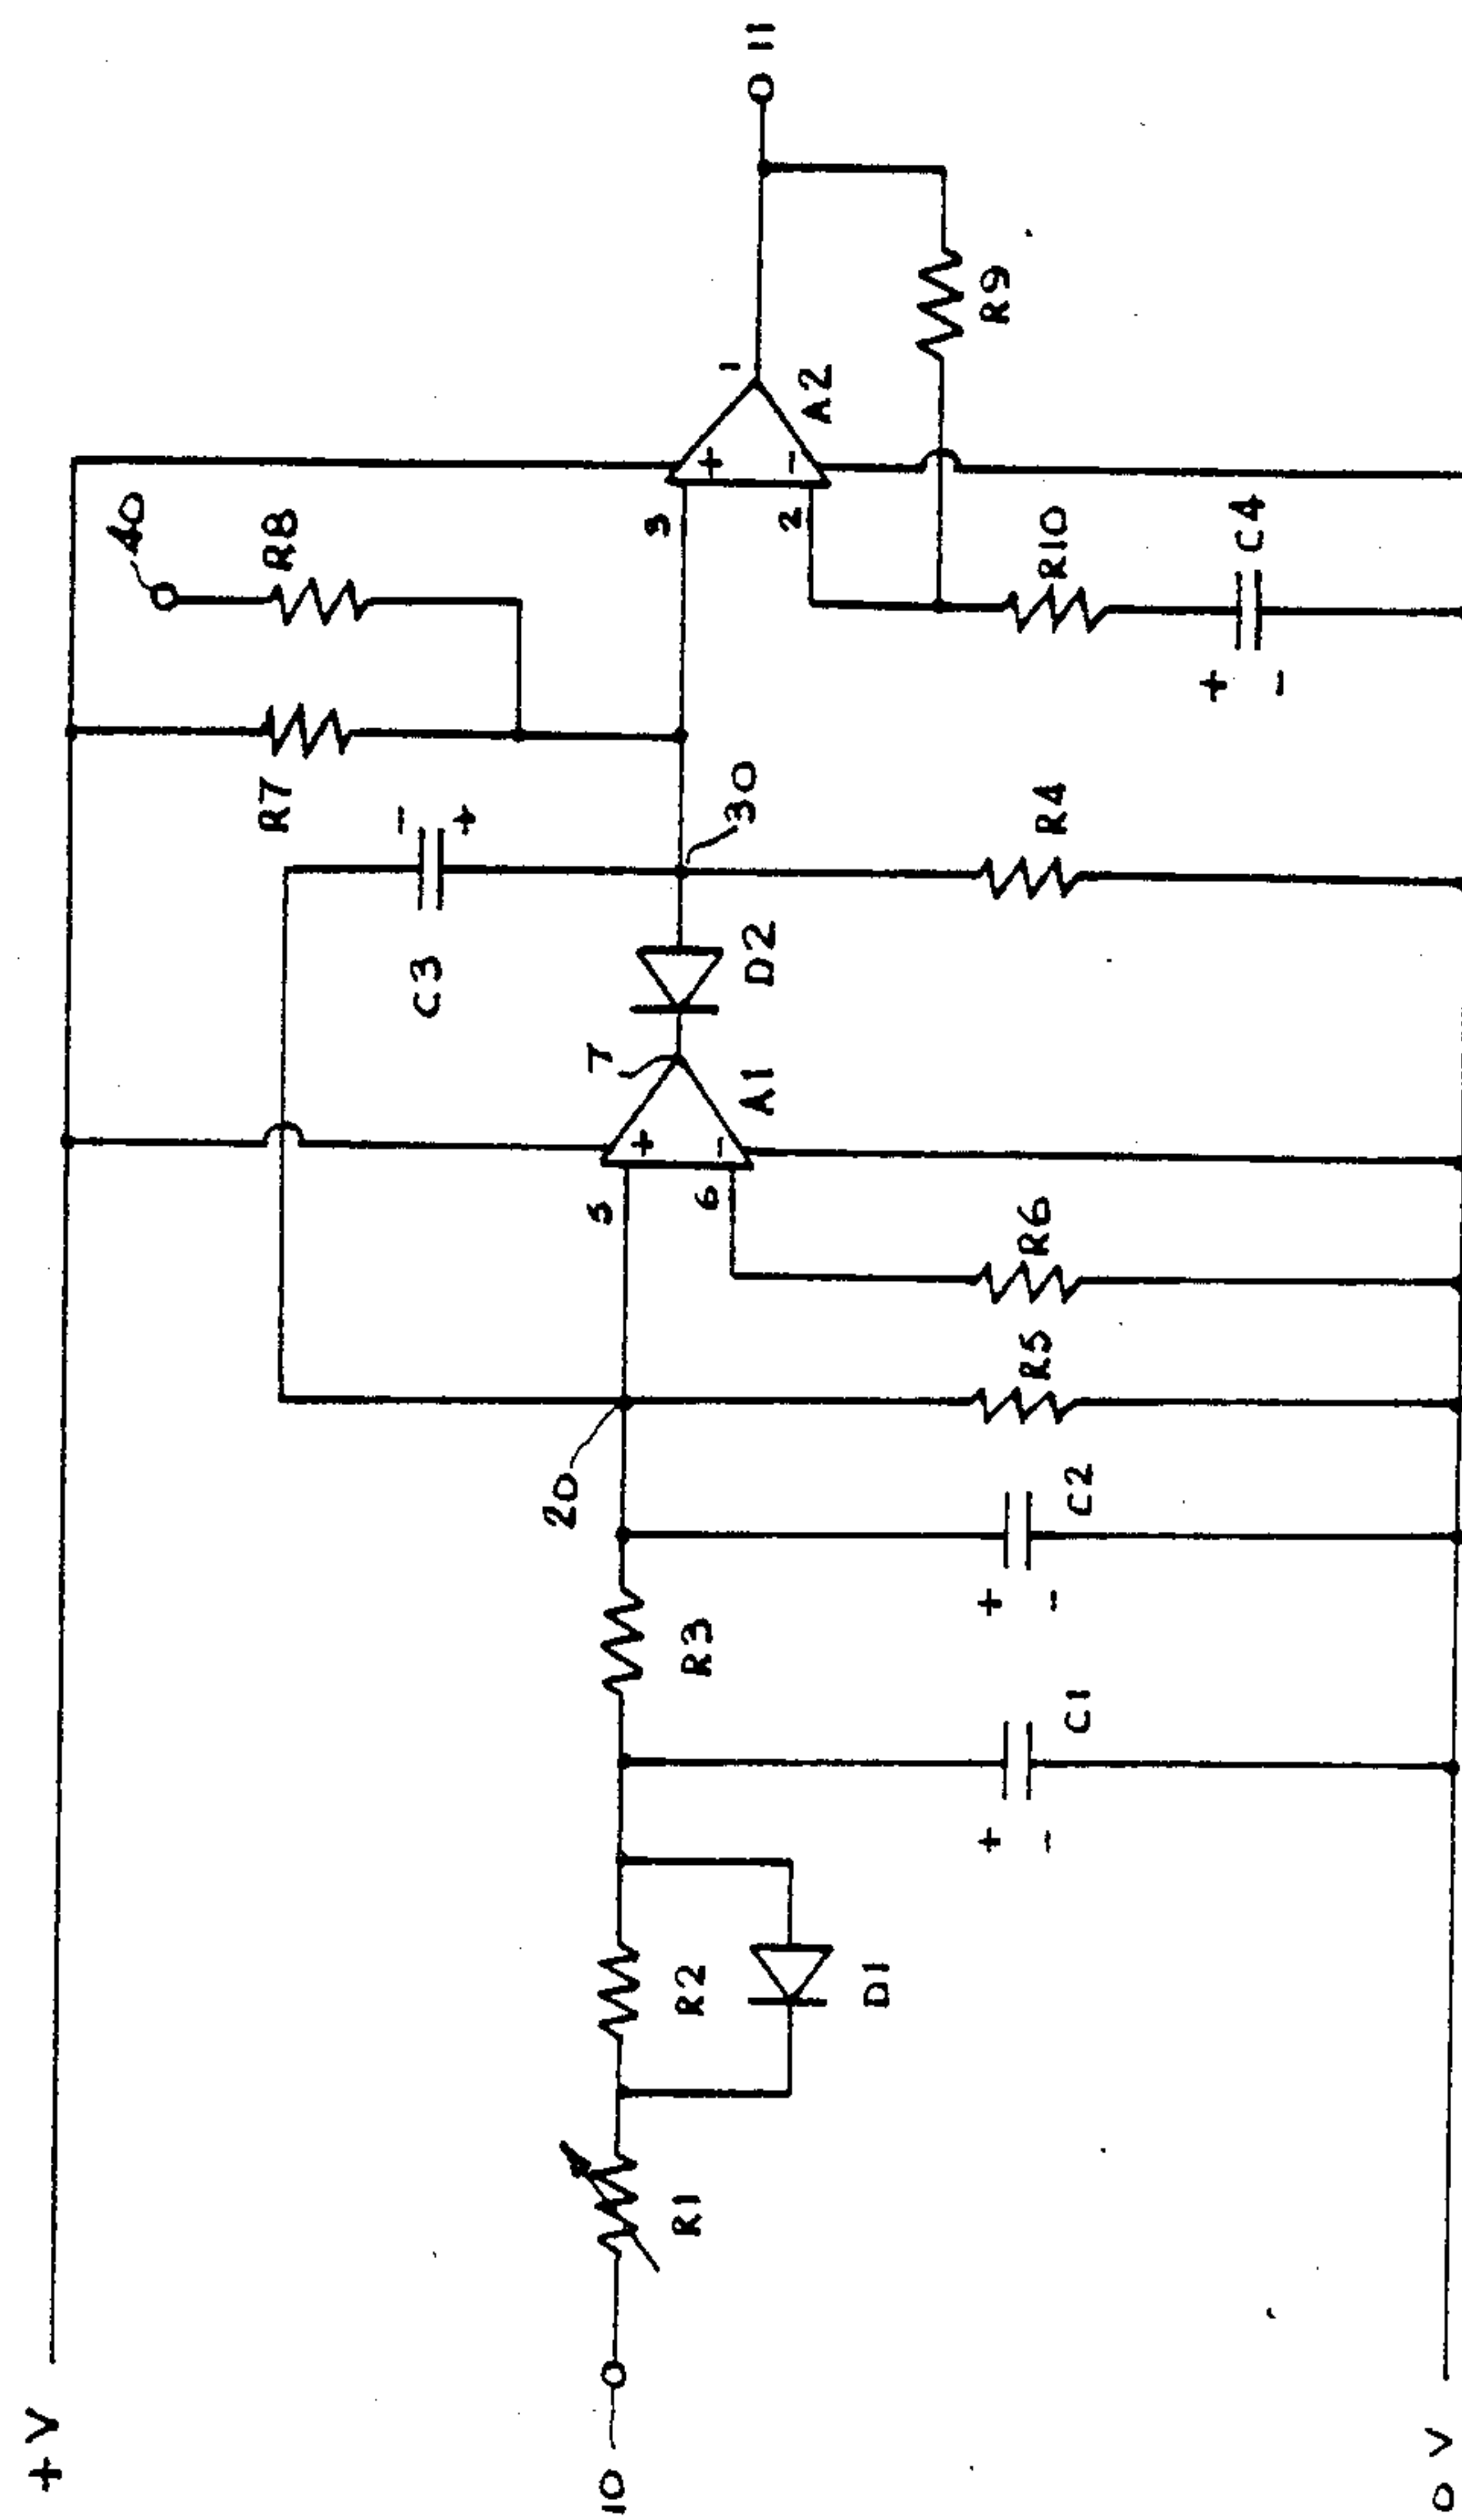 +V
10
0V
R1
R2
D1
C1
+
-
R3
C2
+
-
20
R5
R6
5
6
+
-
A1
7
D2
C3
-
+
30
R4
R7
R8
40
3
2
+
-
A2
1
R10
C4
+
-
R9
11